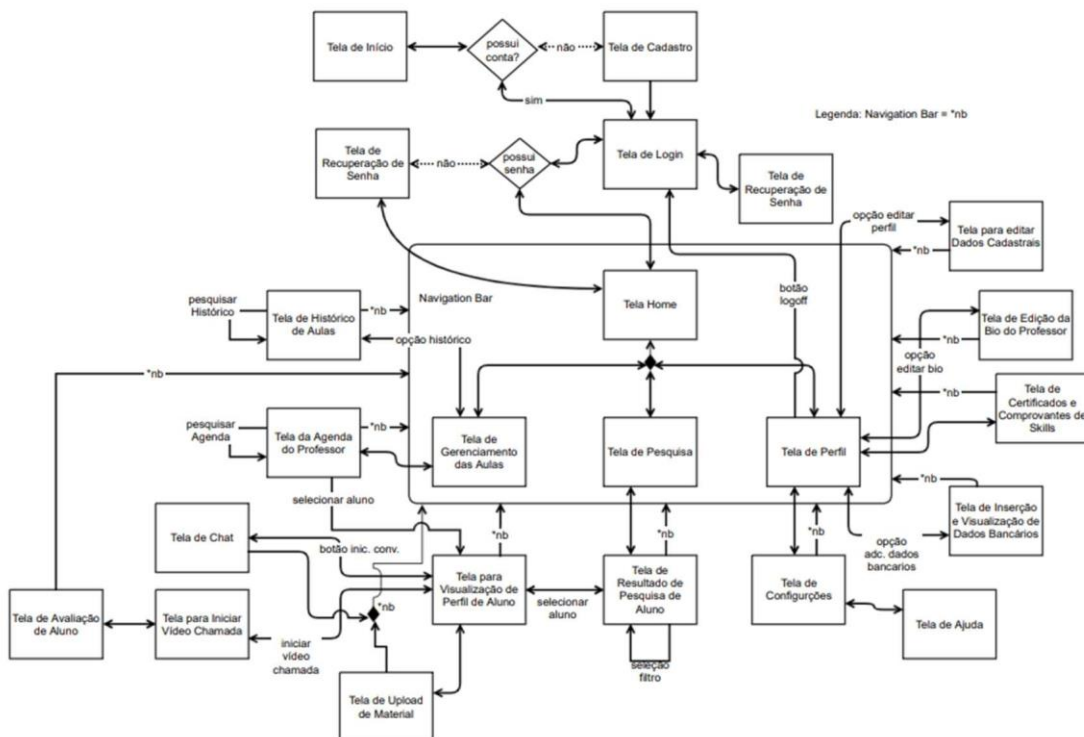 Tela de Início
possui
conta?
não
Tela de Cadastro
sim
Legenda: Navigation Bar = *nb
Tela de
Recuperação de
Senha
não
possui
senha
Tela de Login
Tela de
Recuperação de
Senha
opção editar
perfil
Tela para editar
Dados Cadastrais
*nb
Navigation Bar
Tela Home
botão
logoff
pesquisar
Histórico
Tela de Histórico
de Aulas
*nb
opção histórico
Tela de Edição da
Bio do Professor
*nb
opção
editar bio
*nb
*nb
Tela de
Certificados e
Comprovantes de
Skills
pesquisar
Agenda
Tela da Agenda
do Professor
*nb
Tela de
Gerenciamento
das Aulas
Tela de Pesquisa
Tela de Perfil
*nb
Tela de Inserção
e Visualização de
Dados Bancários
selecionar aluno
Tela de Chat
botão inic. conv.
*nb
*nb
*nb
opção
adc. dados
bancarios
Tela para
Visualização de
Perfil de Aluno
selecionar
aluno
Tela de
Resultado de
Pesquisa de
Aluno
Tela de
Configurções
Tela de Ajuda
Tela de Avaliação
de Aluno
Tela para Iniciar
Vídeo Chamada
iniciar
vídeo
chamada
*nb
seleção
filtro
Tela de Upload
de Material